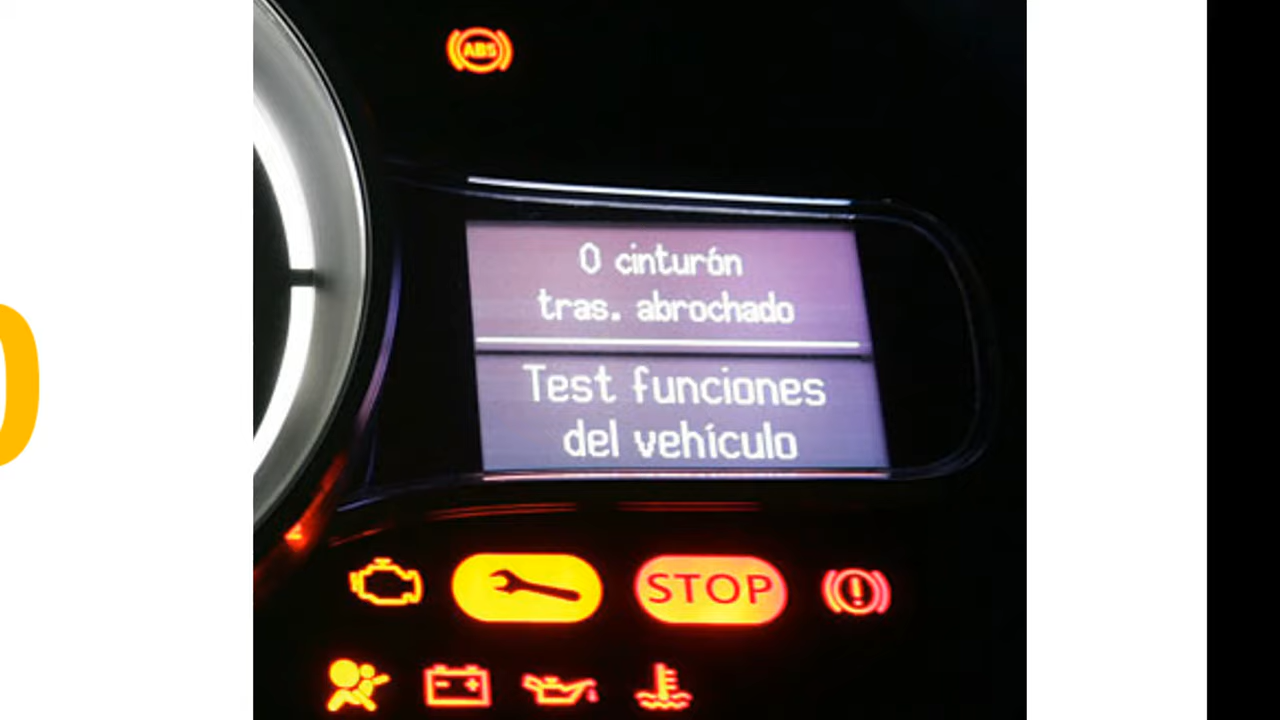 ABS
0 cinturón
tras. abrochado
Test funciones
del vehículo
STOP